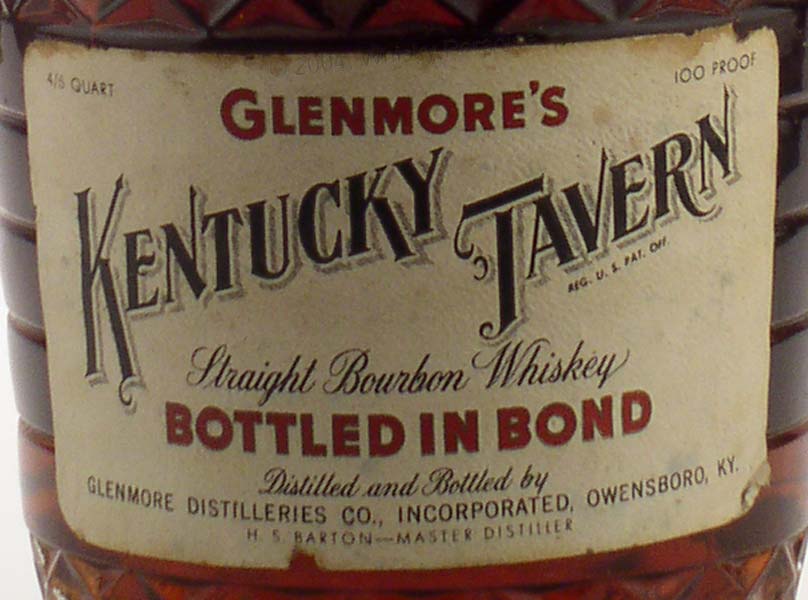 4/5 QUART
100 PROOF
GLENMORE'S
KENTUCKY TAVERN
REG. U. S. PAT. OFF.
Straight Bourbon Whiskey
BOTTLED IN BOND
Distilled and Bottled by
GLENMORE DISTILLERIES CO., INCORPORATED, OWENSBORO, KY.
H. S. BARTON—MASTER DISTILLER